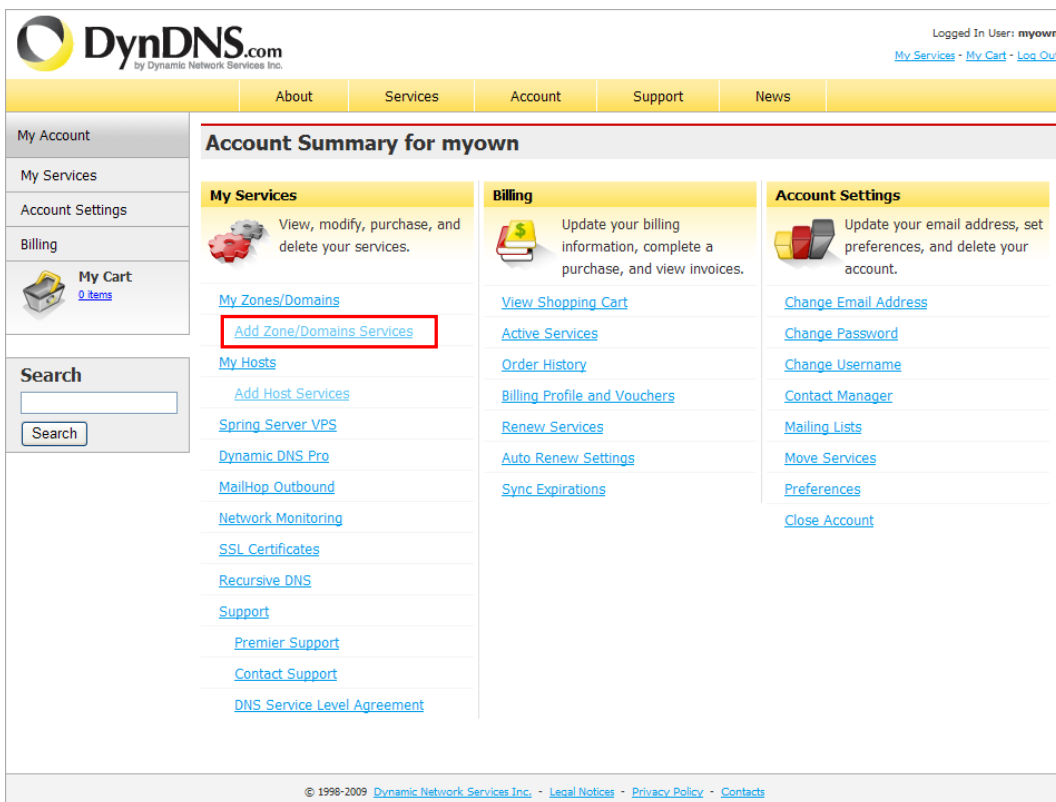 DynDNS.com
by Dynamic Network Services Inc.
Logged In User: myown
My Services - My Cart - Log Out
About Services Account Support News
My Account
My Services
Account Settings
Billing
My Cart
0 items
Search
Search
Account Summary for myown
My Services
View, modify, purchase, and
delete your services.
My Zones/Domains
Add Zone/Domains Services
My Hosts
Add Host Services
Spring Server VPS
Dynamic DNS Pro
MailHop Outbound
Network Monitoring
SSL Certificates
Recursive DNS
Support
Premier Support
Contact Support
DNS Service Level Agreement
Billing
Update your billing
information, complete a
purchase, and view invoices.
View Shopping Cart
Active Services
Order History
Billing Profile and Vouchers
Renew Services
Auto Renew Settings
Sync Expirations
Account Settings
Update your email address, set
preferences, and delete your
account.
Change Email Address
Change Password
Change Username
Contact Manager
Mailing Lists
Move Services
Preferences
Close Account
© 1998-2009 Dynamic Network Services Inc. - Legal Notices - Privacy Policy - Contacts